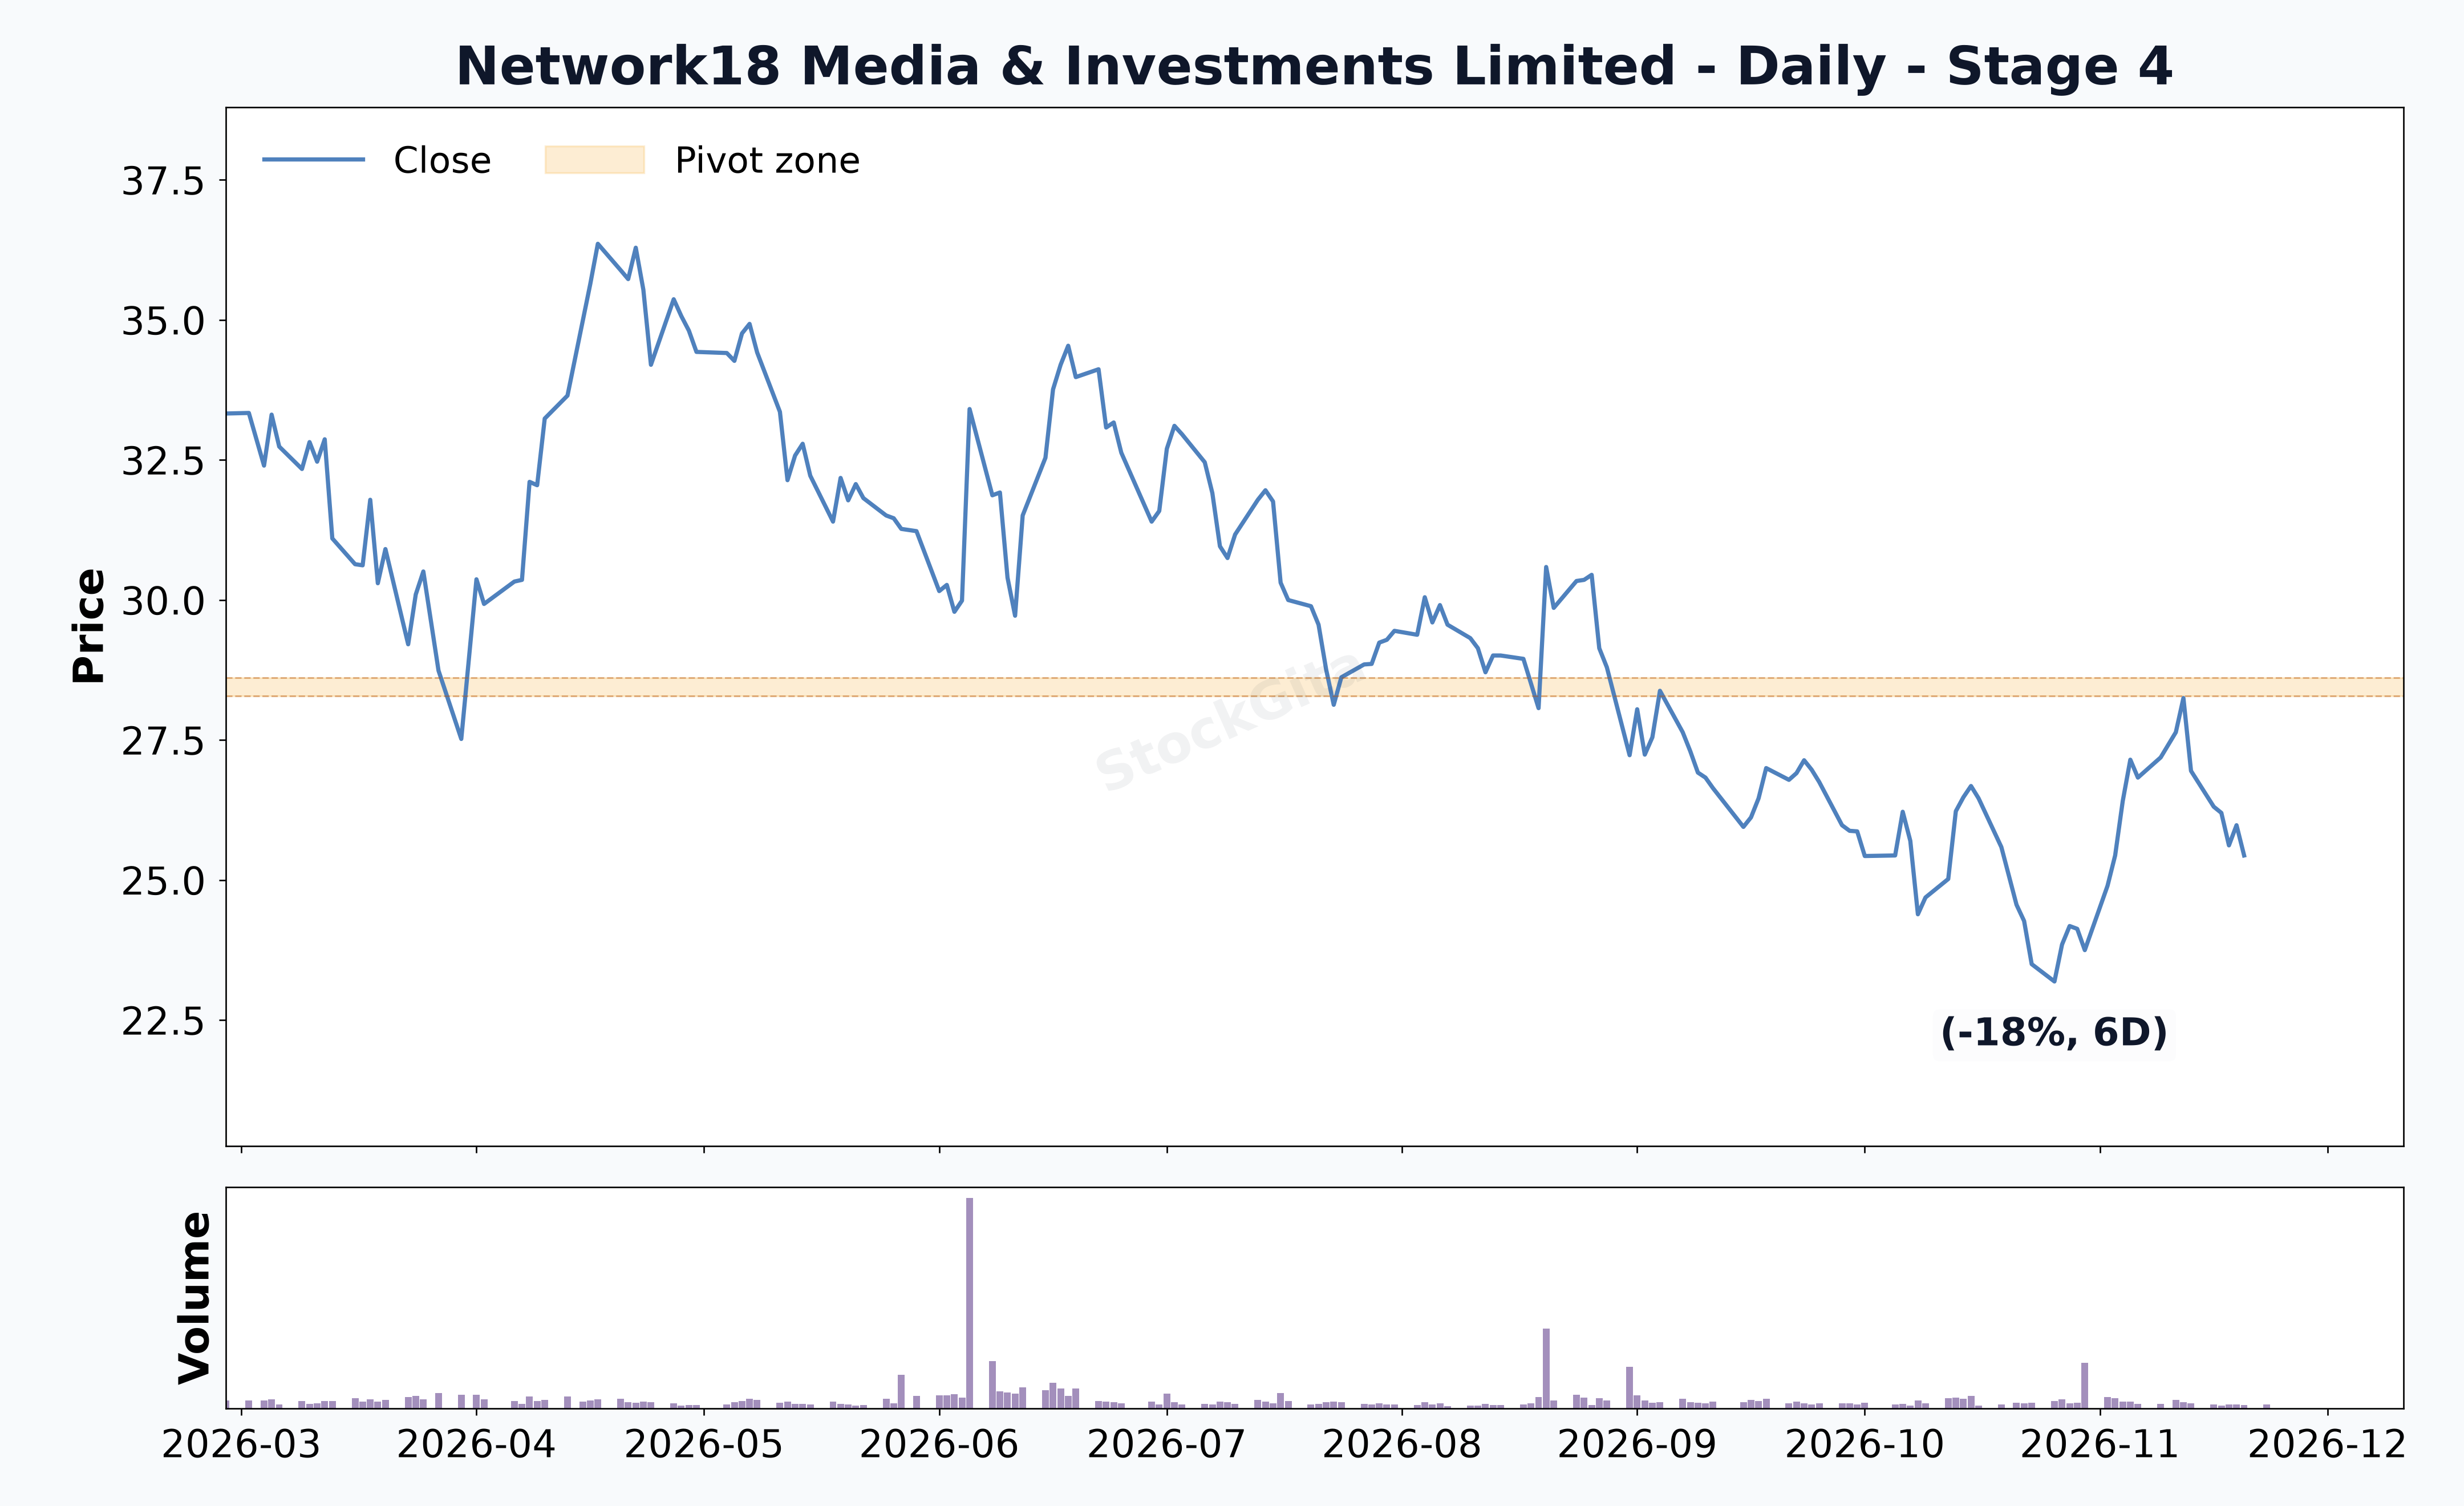 Network18 Media & Investments Limited - Daily - Stage 4
Close
Pivot zone
Price
37.5
35.0
32.5
30.0
27.5
25.0
22.5
StockGita
(-18%, 6D)
Volume
2026-03
2026-04
2026-05
2026-06
2026-07
2026-08
2026-09
2026-10
2026-11
2026-12